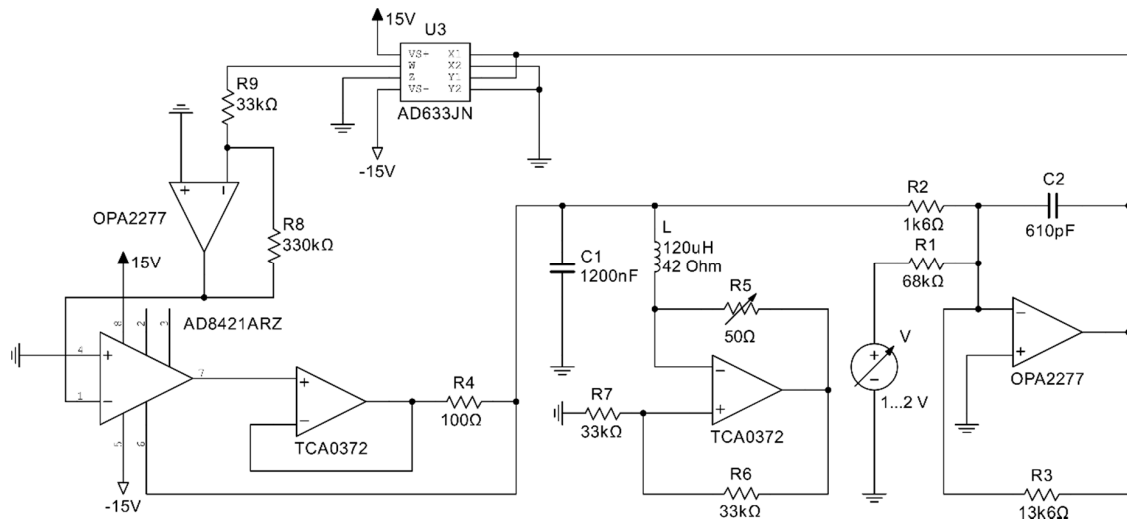 15V
U3
VS-
W
Z
VS-
X1
X2
Y1
Y2
AD633JN
-15V
R9
33kΩ
OPA2277
R8
330kΩ
15V
AD8421ARZ
8
2
3
4
1
7
5
6
-15V
TCA0372
R4
100Ω
C1
1200nF
L
120uH
42 Ohm
R5
50Ω
R7
33kΩ
TCA0372
R6
33kΩ
R2
1k6Ω
R1
68kΩ
C2
610pF
V
1...2 V
OPA2277
R3
13k6Ω